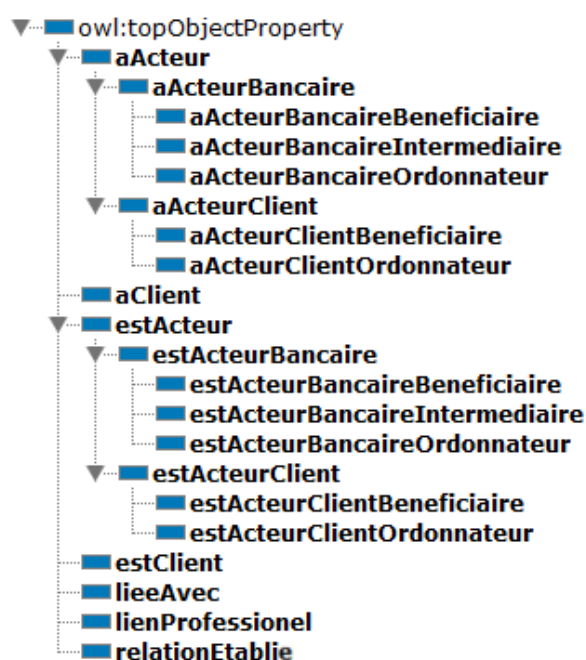 owl:topObjectProperty
aActeur
aActeurBancaire
aActeurBancaireBeneficiaire
aActeurBancaireIntermediaire
aActeurBancaireOrdonnateur
aActeurClient
aActeurClientBeneficiaire
aActeurClientOrdonnateur
aClient
estActeur
estActeurBancaire
estActeurBancaireBeneficiaire
estActeurBancaireIntermediaire
estActeurBancaireOrdonnateur
estActeurClient
estActeurClientBeneficiaire
estActeurClientOrdonnateur
estClient
lieeAvec
lienProfessionel
relationEtablie